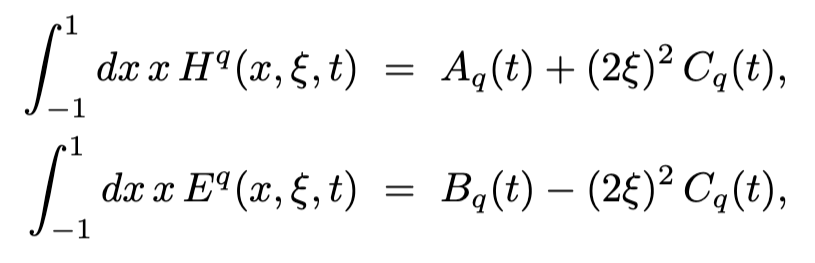 ∫_{−1}^{1} dx x H^q(x, ξ, t) = A_q(t) + (2ξ)^2 C_q(t),
∫_{−1}^{1} dx x E^q(x, ξ, t) = B_q(t) − (2ξ)^2 C_q(t),